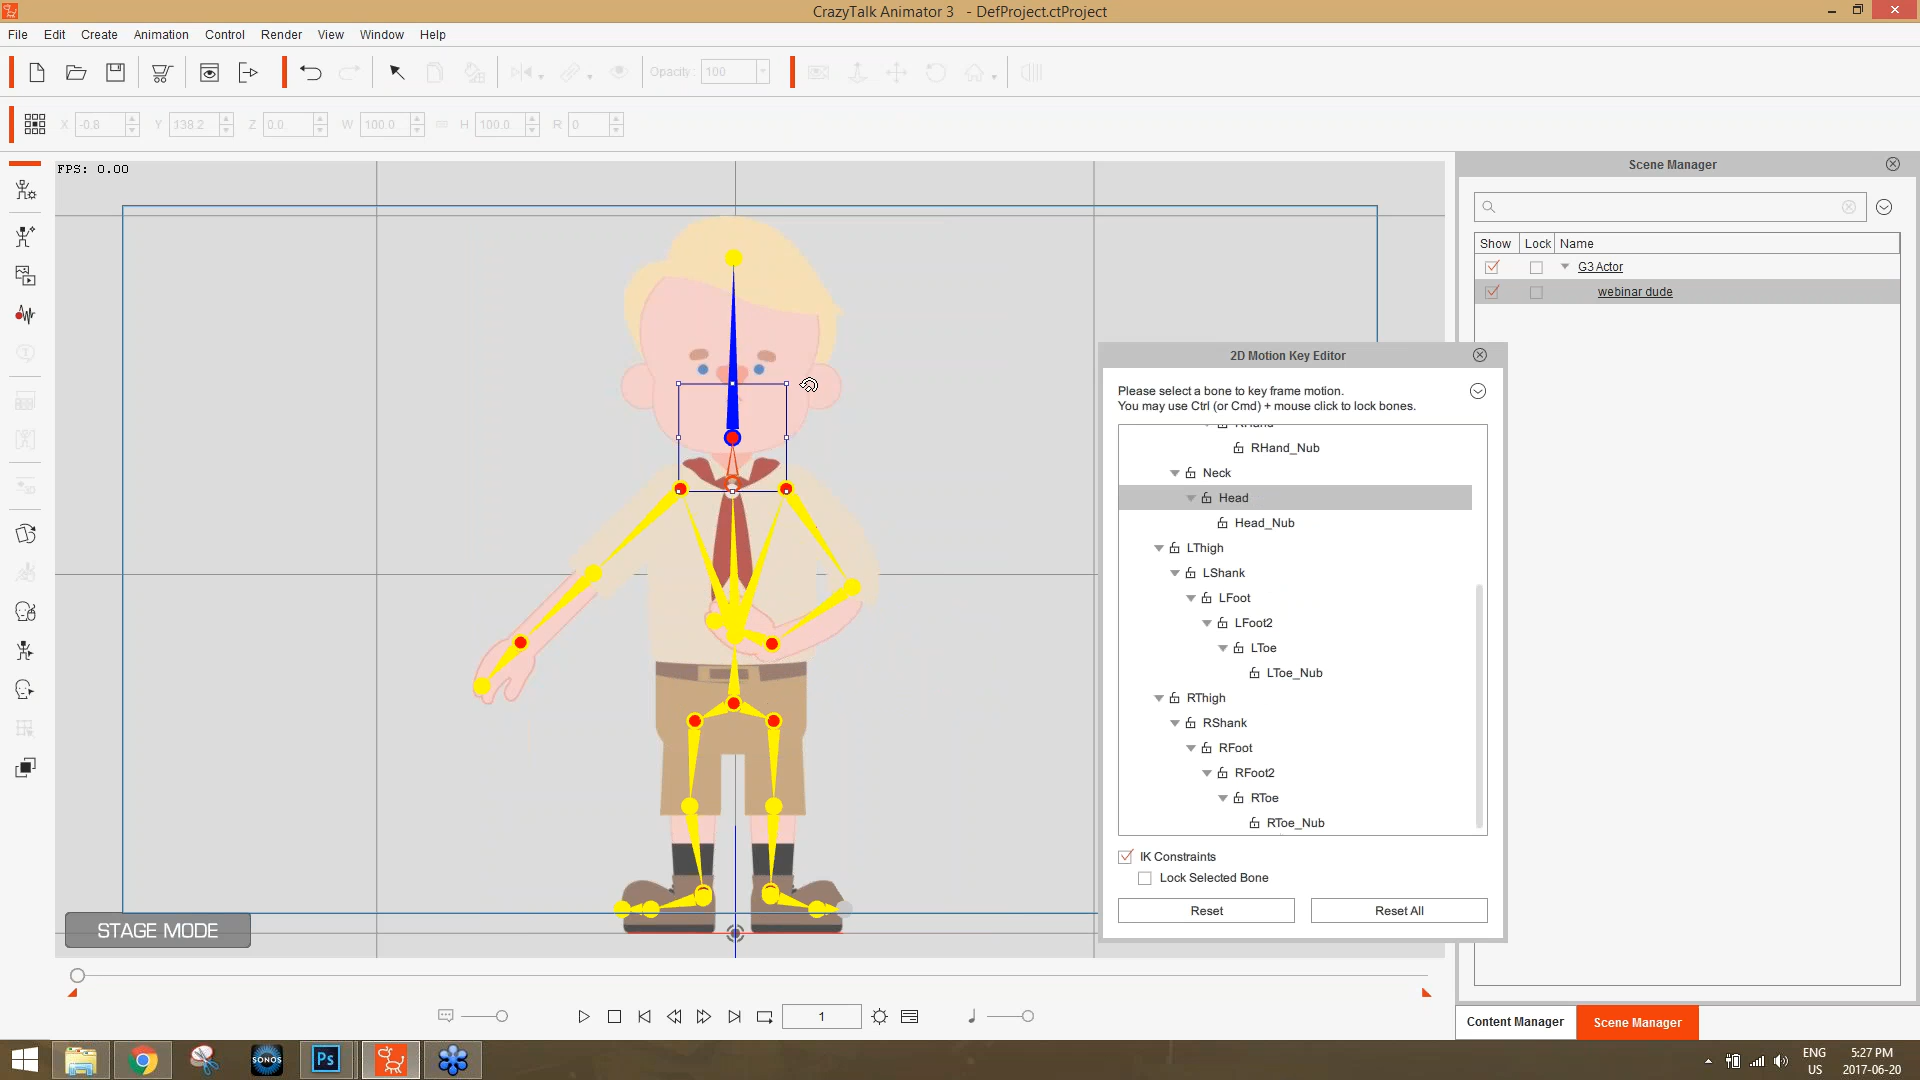 CrazyTalk Animator 3   - DefProject.ctProject
File Edit Create Animation Control Render View Window Help
Opacity: 100
X -0.8 Y 138.2 Z 0.0 W 100.0 H 100.0 R 0
FPS: 0.00
Scene Manager
Show Lock Name
G3 Actor
webinar dude
2D Motion Key Editor
Please select a bone to key frame motion.
You may use Ctrl (or Cmd) + mouse click to lock bones.
RHand
RHand_Nub
Neck
Head
Head_Nub
LThigh
LShank
LFoot
LFoot2
LToe
LToe_Nub
RThigh
RShank
RFoot
RFoot2
RToe
RToe_Nub
IK Constraints
Lock Selected Bone
Reset Reset All
STAGE MODE
1
Content Manager Scene Manager
SONOS
Ps
ENG
US
5:27 PM
2017-06-20